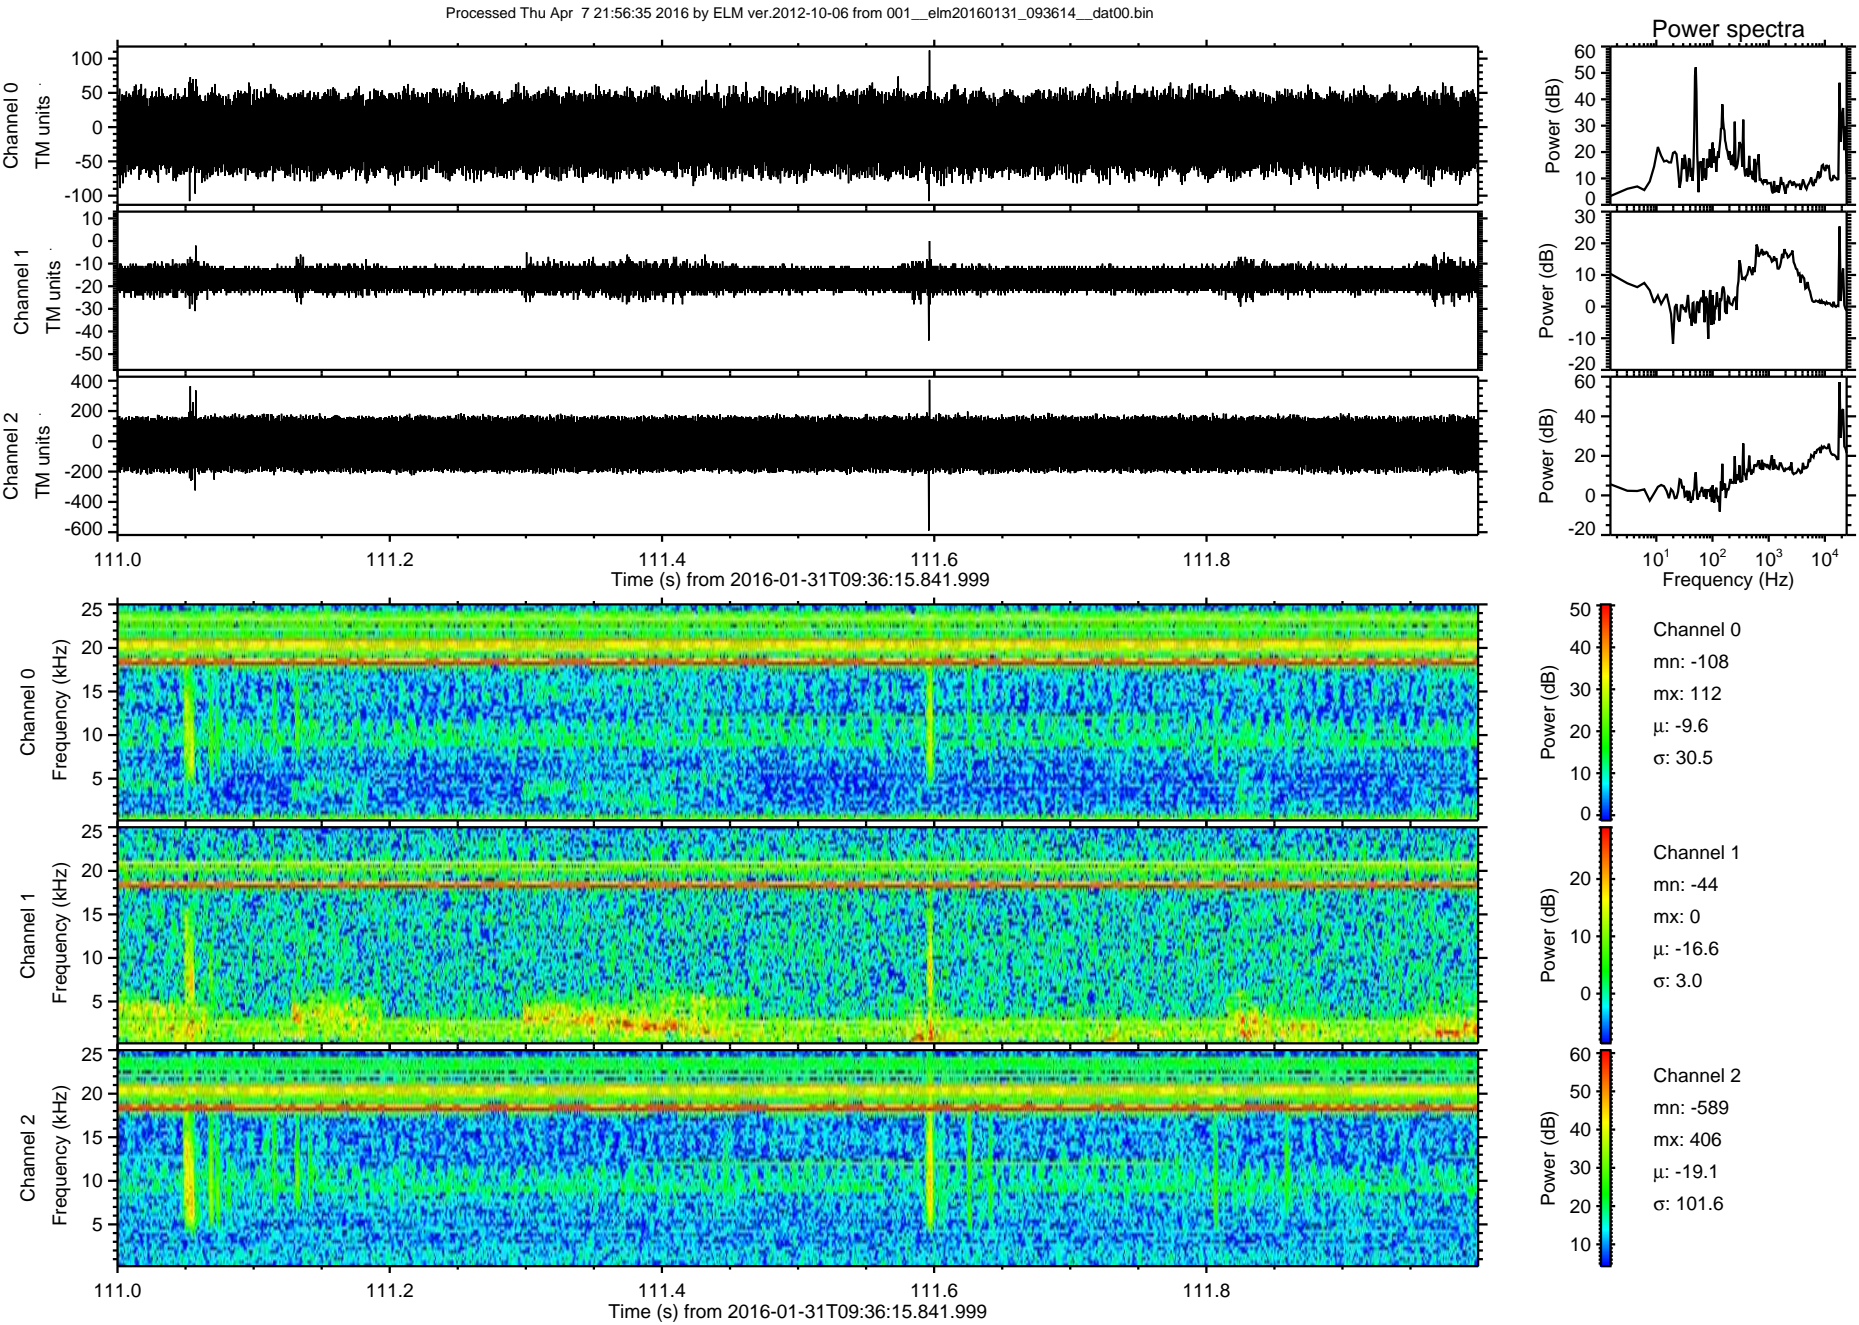 Processed Thu Apr  7 21:56:35 2016 by ELM ver.2012-10-06 from 001__elm20160131_093614__dat00.bin
Power spectra
Channel 0
TM units
100
50
0
-50
-100
Power (dB)
60
50
40
30
20
10
0
Channel 1
TM units
10
0
-10
-20
-30
-40
-50
Power (dB)
30
20
10
0
-10
-20
Channel 2
TM units
400
200
0
-200
-400
-600
Power (dB)
60
40
20
0
-20
111.0 111.2 111.4 111.6 111.8
Time (s) from 2016-01-31T09:36:15.841.999
10¹ 10² 10³ 10⁴
Frequency (Hz)
Channel 0
Frequency (kHz)
25
20
15
10
5
Power (dB)
50
40
30
20
10
0
Channel 0
mn: -108
mx: 112
μ: -9.6
σ: 30.5
Channel 1
Frequency (kHz)
25
20
15
10
5
Power (dB)
20
10
0
Channel 1
mn: -44
mx: 0
μ: -16.6
σ: 3.0
Channel 2
Frequency (kHz)
25
20
15
10
5
Power (dB)
60
50
40
30
20
10
Channel 2
mn: -589
mx: 406
μ: -19.1
σ: 101.6
111.0 111.2 111.4 111.6 111.8
Time (s) from 2016-01-31T09:36:15.841.999